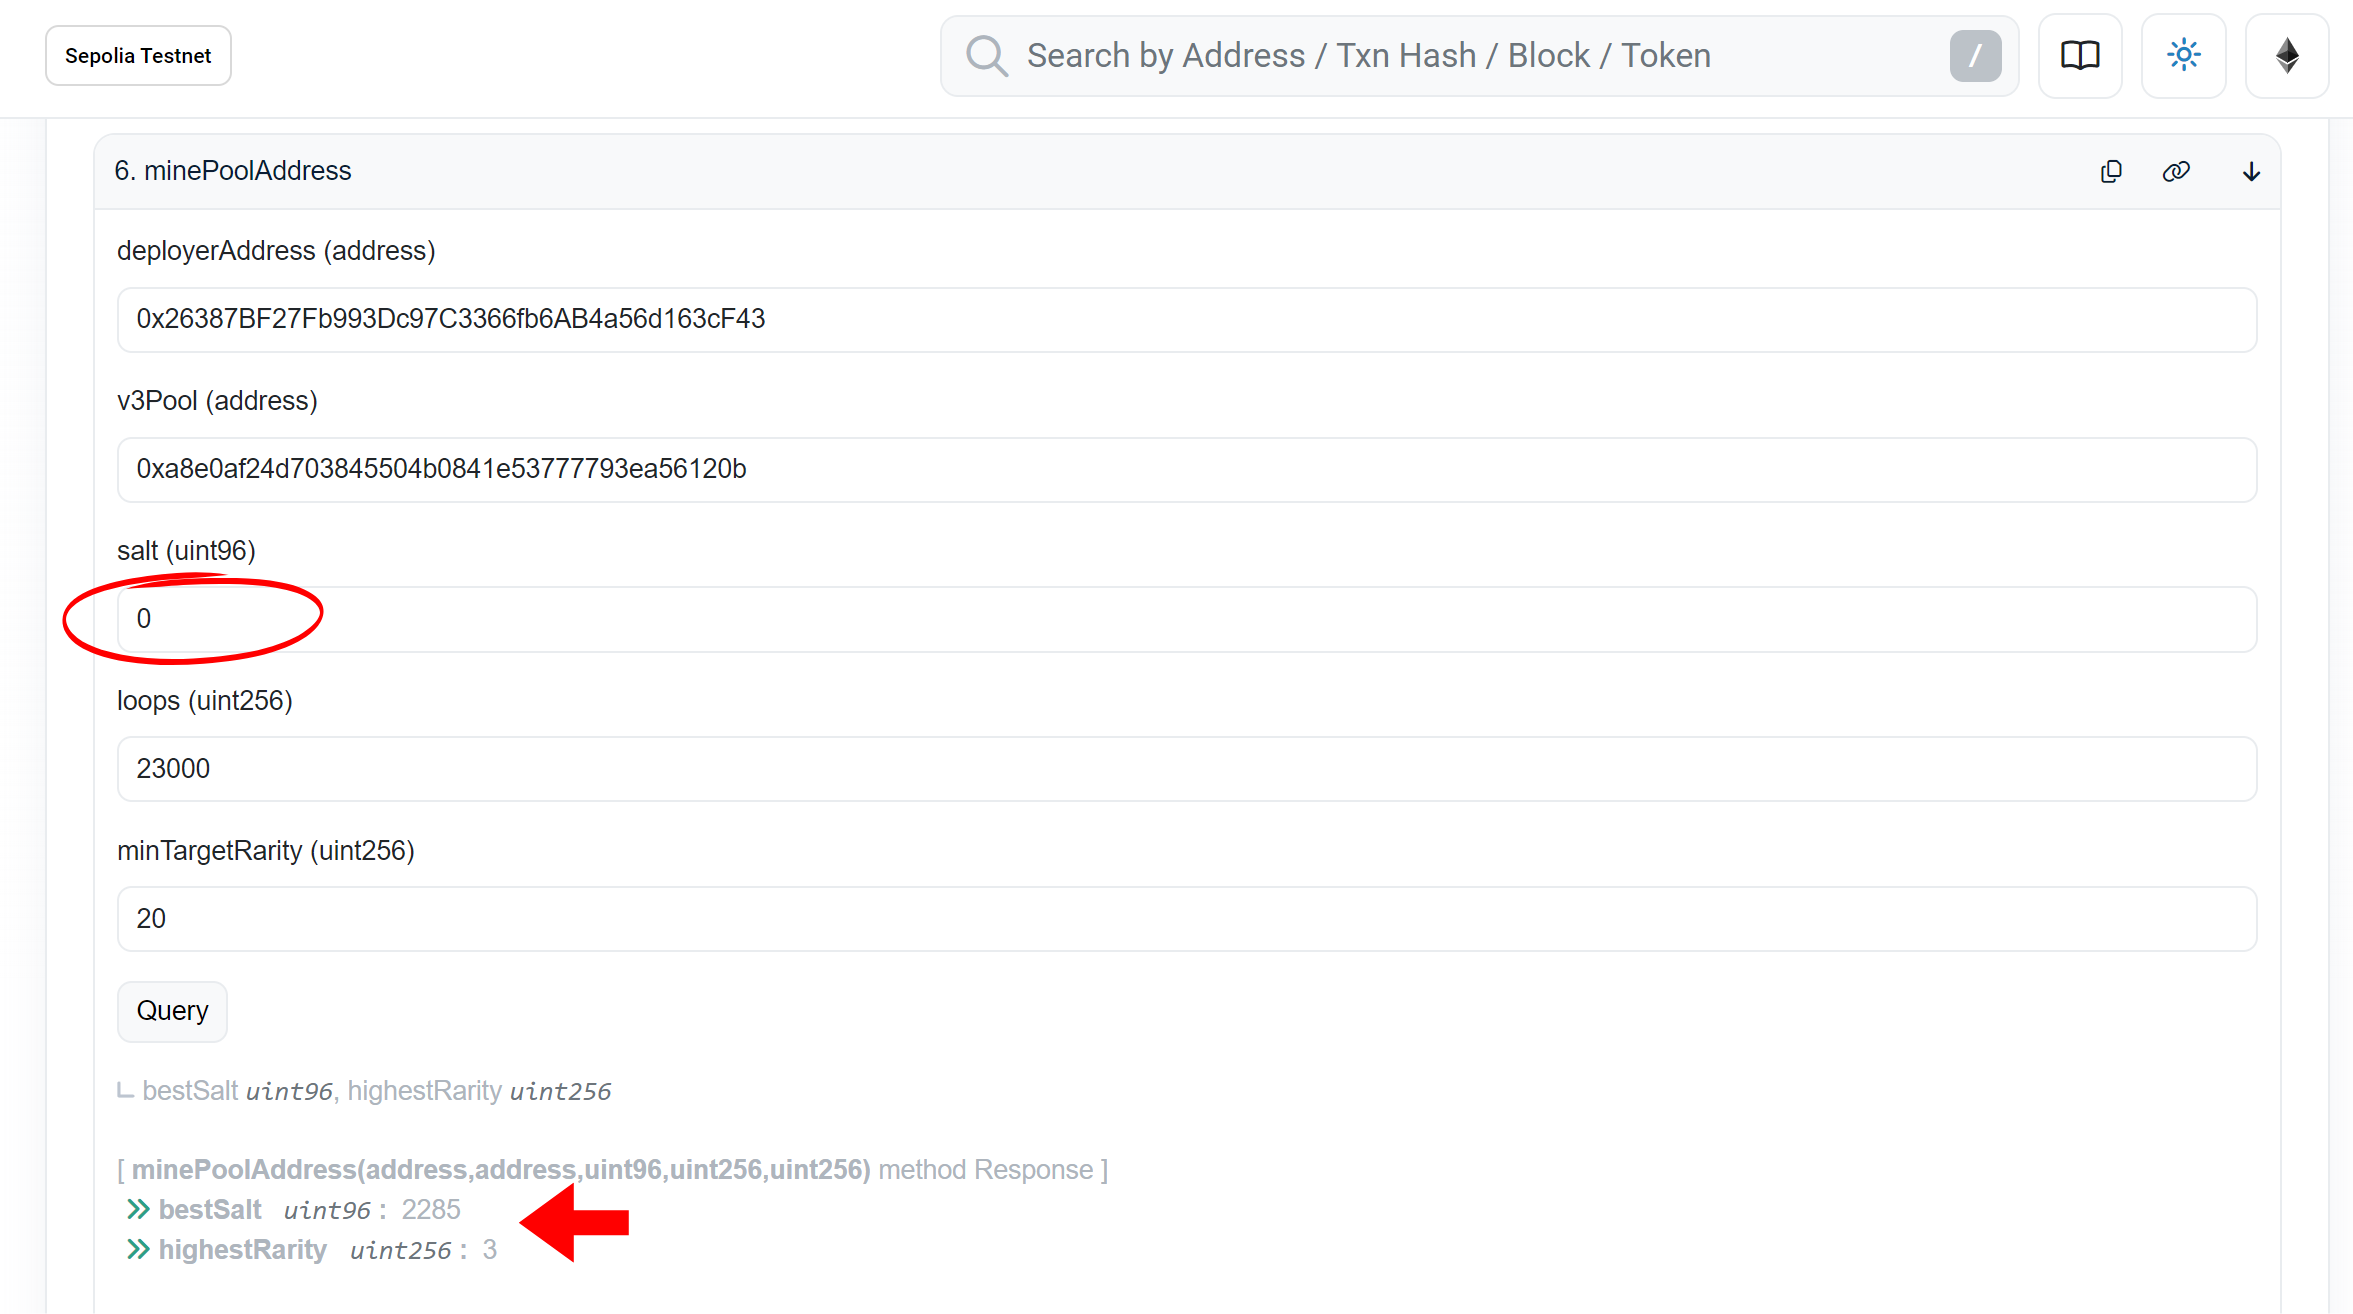 Sepolia Testnet
Search by Address / Txn Hash / Block / Token
/
6. minePoolAddress
deployerAddress (address)
0x26387BF27Fb993Dc97C3366fb6AB4a56d163cF43
v3Pool (address)
0xa8e0af24d703845504b0841e53777793ea56120b
salt (uint96)
0
loops (uint256)
23000
minTargetRarity (uint256)
20
Query
bestSalt uint96, highestRarity uint256
[ minePoolAddress(address,address,uint96,uint256,uint256) method Response ]
bestSalt uint96 : 2285
highestRarity uint256 : 3